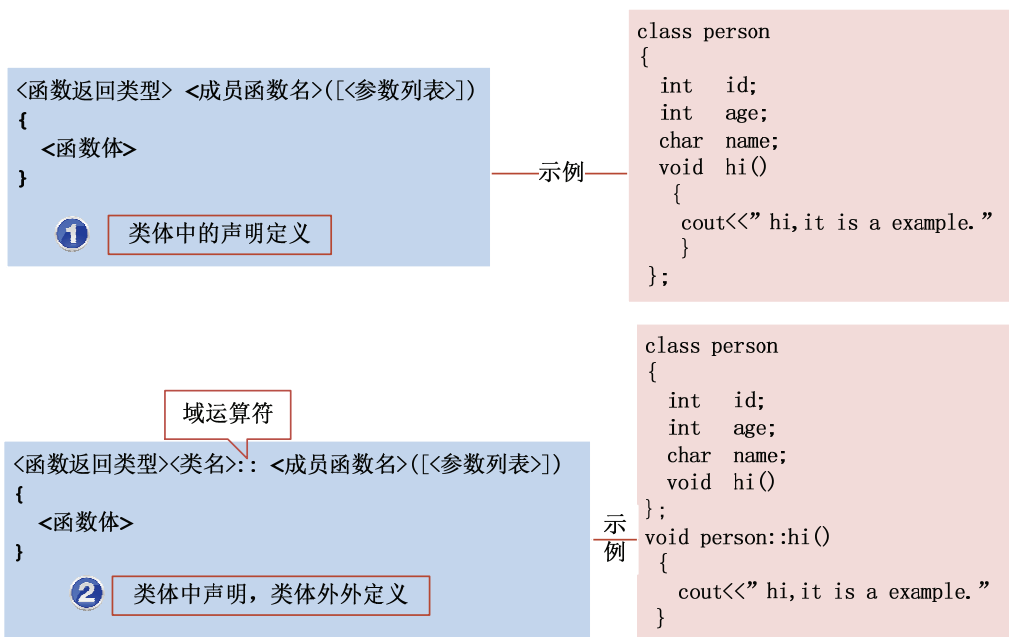 <函数返回类型> <成员函数名>([<参数列表>])
{
<函数体>
}
1 类体中的声明定义
示例
class person
{
int id;
int age;
char name;
void hi()
{
cout<<”hi,it is a example.”
}
};
域运算符
<函数返回类型><类名>:: <成员函数名>([<参数列表>])
{
<函数体>
}
2 类体中声明，类体外外定义
示
例
class person
{
int id;
int age;
char name;
void hi()
};
void person::hi()
{
cout<<”hi,it is a example.”
}